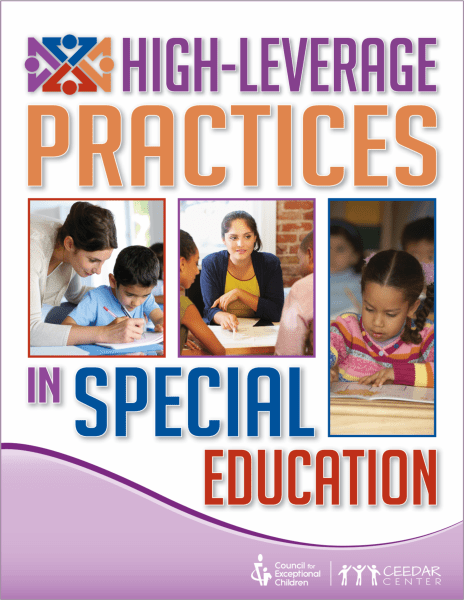 HIGH-LEVERAGE
PRACTICES
IN SPECIAL
EDUCATION
Council for
Exceptional
Children
CEEDAR
CENTER